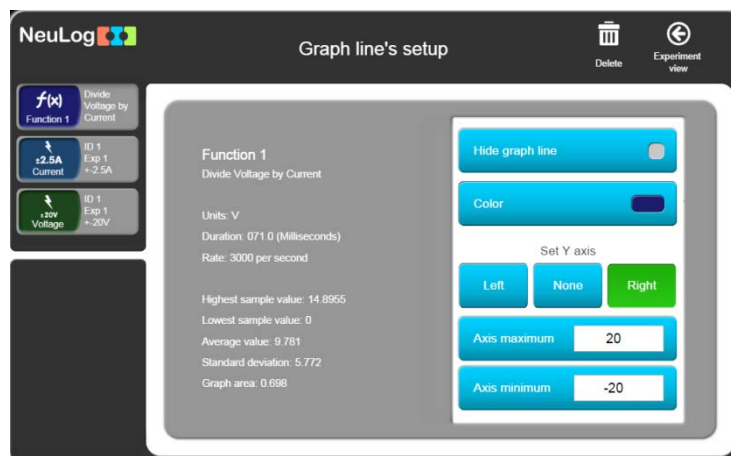 NeuLog
Graph line's setup
Delete
Experiment
view
f(x)
Function 1
Divide
Voltage by
Current
±2.5A
Current
ID 1
Exp 1
+-2.5A
±20V
Voltage
ID 1
Exp 1
+-20V
Function 1
Divide Voltage by Current
Units: V
Duration: 071.0 (Milliseconds)
Rate: 3000 per second
Highest sample value: 14.8955
Lowest sample value: 0
Average value: 9.781
Standard deviation: 5.772
Graph area: 0.698
Hide graph line
Color
Set Y axis
Left None Right
Axis maximum 20
Axis minimum -20